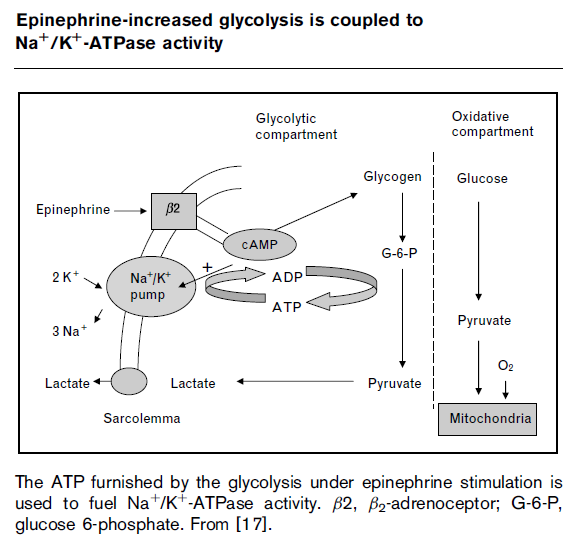 Epinephrine-increased glycolysis is coupled to
Na+/K+-ATPase activity
Glycolytic
compartment
Oxidative
compartment
Glycogen
Glucose
Epinephrine
β2
cAMP
G-6-P
+
2 K+
Na+/K+
pump
ADP
ATP
3 Na+
Pyruvate
O2
Lactate
Lactate
Pyruvate
Mitochondria
Sarcolemma
The ATP furnished by the glycolysis under epinephrine stimulation is
used to fuel Na+/K+-ATPase activity. β2, β2-adrenoceptor; G-6-P,
glucose 6-phosphate. From [17].